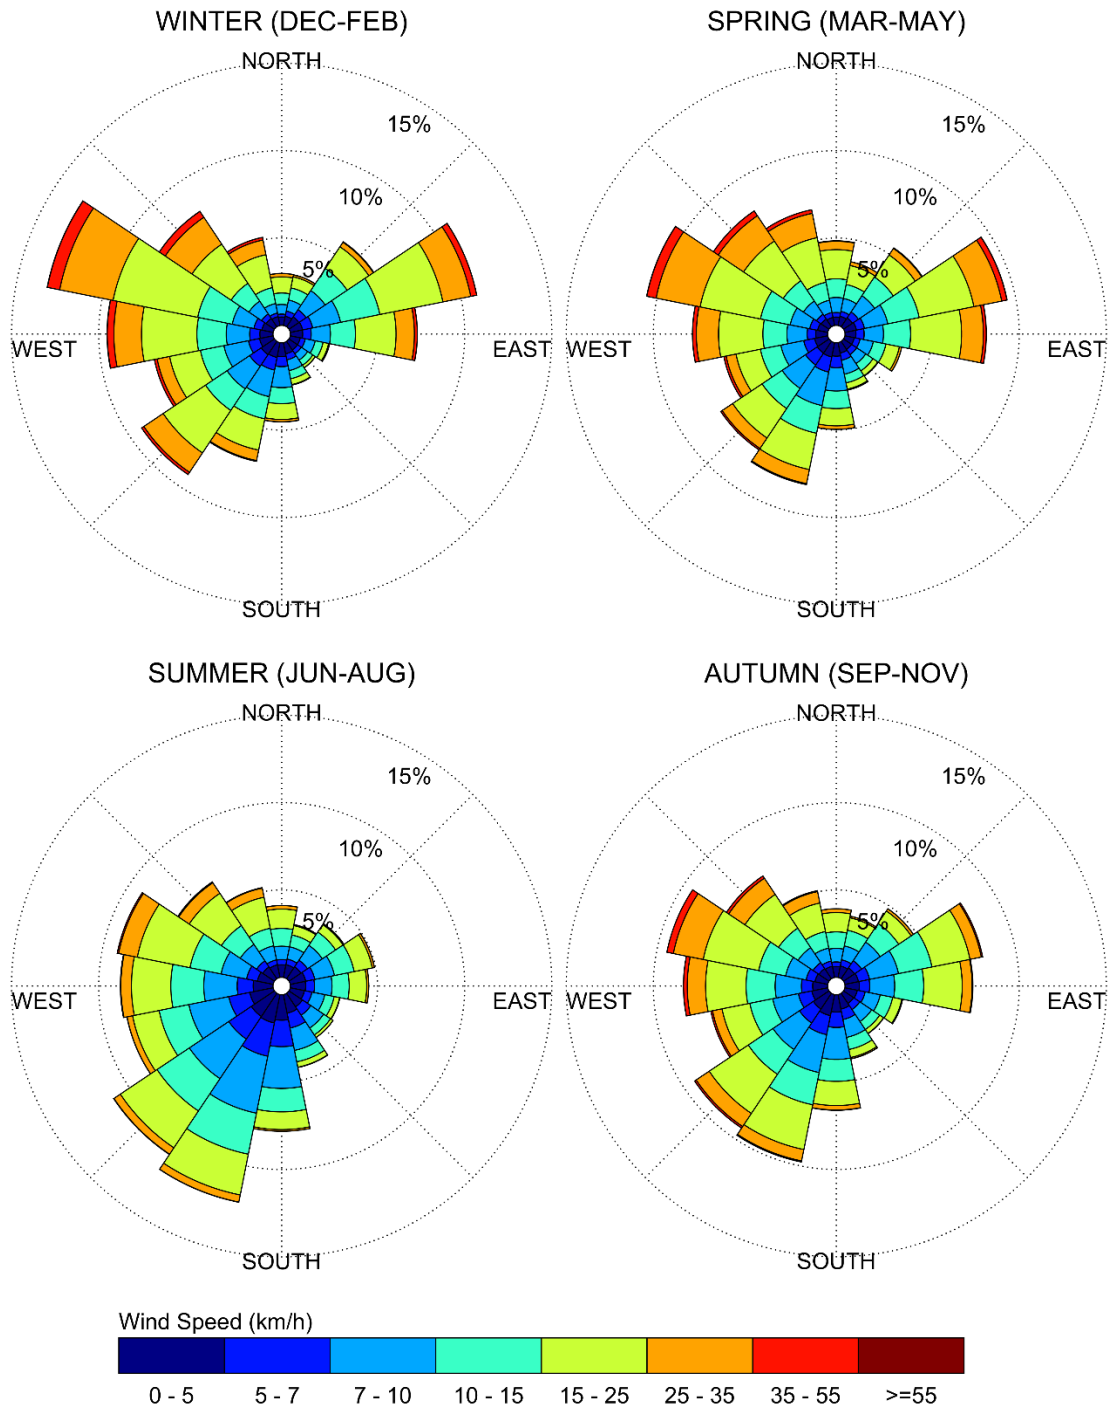 WINTER (DEC-FEB)
NORTH
15%
10%
5%
WEST
EAST
SOUTH
SPRING (MAR-MAY)
NORTH
15%
10%
5%
WEST
EAST
SOUTH
SUMMER (JUN-AUG)
NORTH
15%
10%
5%
WEST
EAST
SOUTH
AUTUMN (SEP-NOV)
NORTH
15%
10%
5%
WEST
EAST
SOUTH
Wind Speed (km/h)
0 - 5 5 - 7 7 - 10 10 - 15 15 - 25 25 - 35 35 - 55 >=55